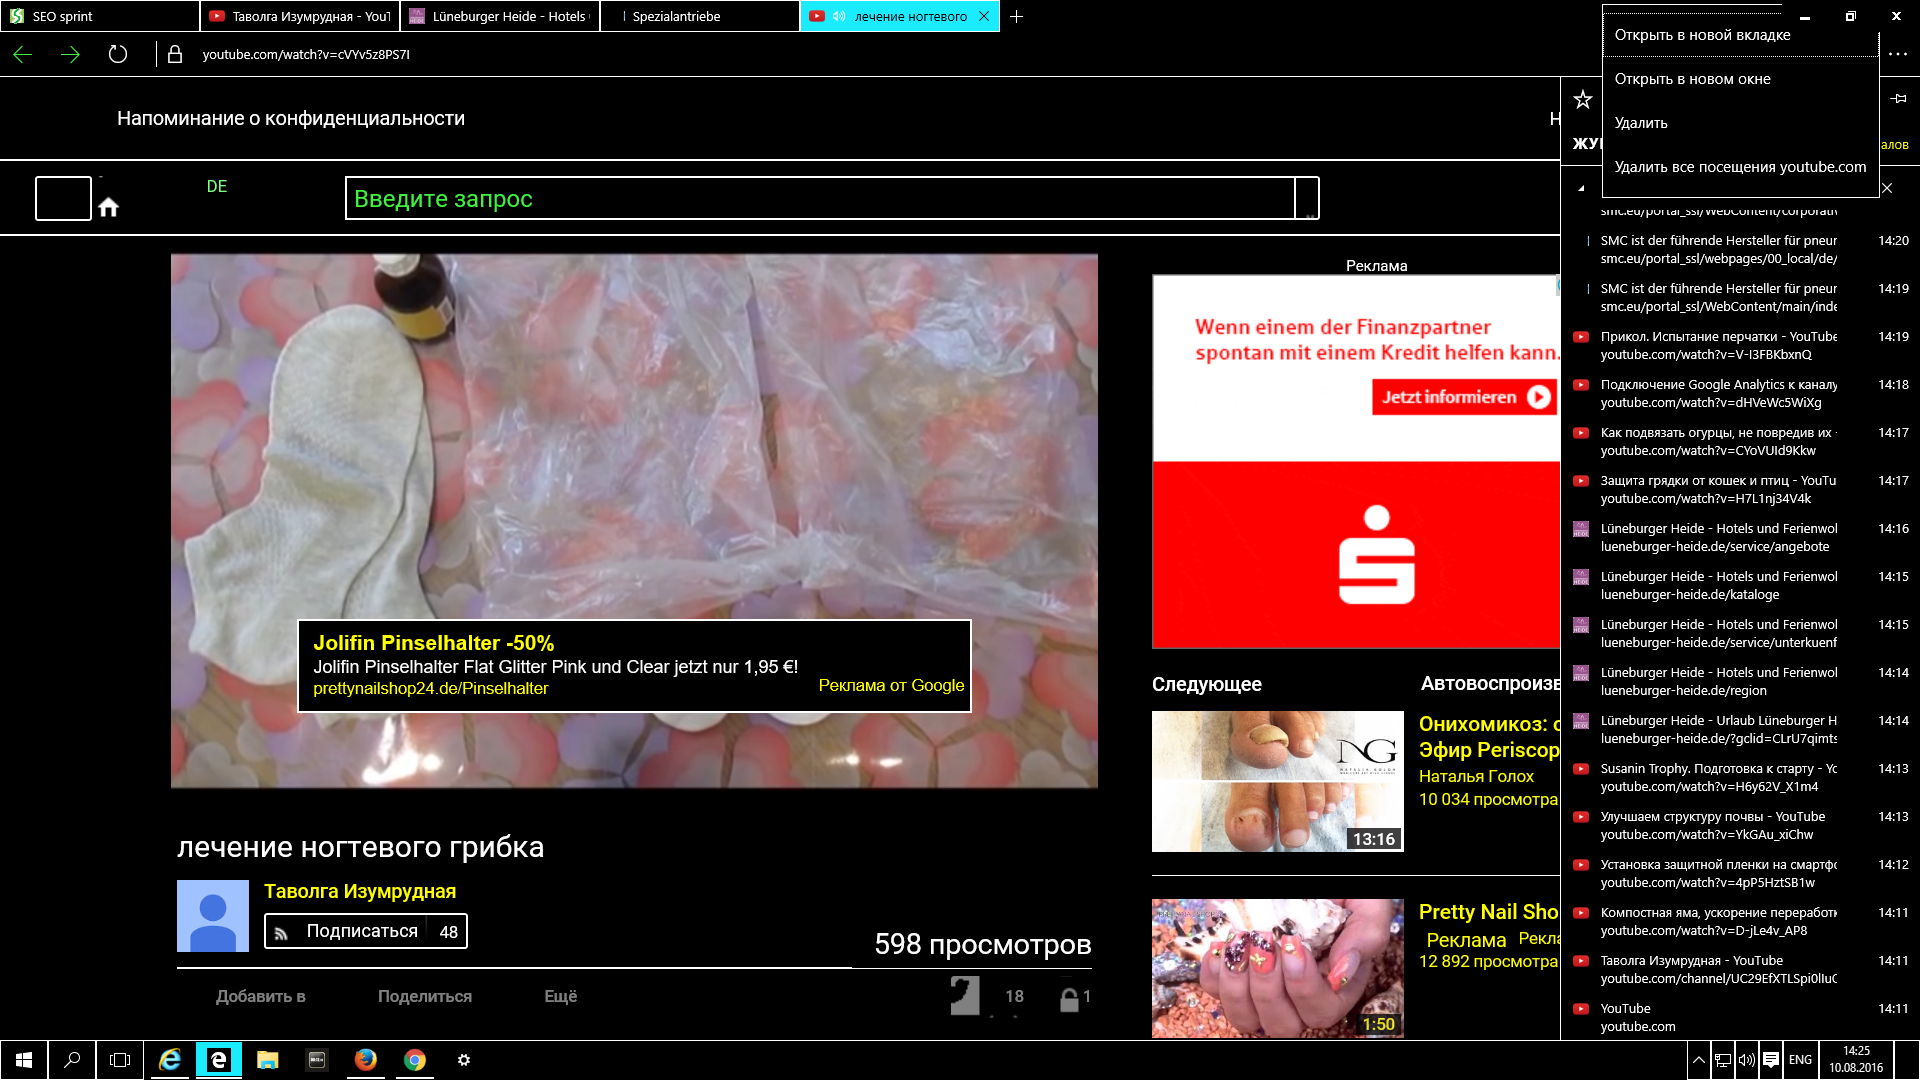 SEO sprint
Таволга Изумрудная - YouT
Lüneburger Heide - Hotels
Spezialantriebe
лечение ногтевого
youtube.com/watch?v=cVYv5z8PS7I
Открыть в новой вкладке
Открыть в новом окне
Удалить
Удалить все посещения youtube.com
Напоминание о конфиденциальности
Н
ЖУ
алов
DE
Введите запрос
Jolifin Pinselhalter -50%
Jolifin Pinselhalter Flat Glitter Pink und Clear jetzt nur 1,95 €!
prettynailshop24.de/Pinselhalter
Реклама от Google
лечение ногтевого грибка
Таволга Изумрудная
Подписаться 48
598 просмотров
Добавить в Поделиться Ещё
18 1
Реклама
Wenn einem der Finanzpartner
spontan mit einem Kredit helfen kann.
Jetzt informieren
Следующее
Автовоспроизв
NG
13:16
Онихомикоз: с
Эфир Periscop
Наталья Голох
10 034 просмотра
1:50
Pretty Nail Sho
Реклама Рекла
12 892 просмотра
smc.eu/portal_ssl/WebContent/corporativ
SMC ist der führende Hersteller für pneur 14:20
smc.eu/portal_ssl/webpages/00_local/de/
SMC ist der führende Hersteller für pneur 14:19
smc.eu/portal_ssl/WebContent/main/inde
Прикол. Испытание перчатки - YouTube 14:19
youtube.com/watch?v=V-I3FBKbxnQ
Подключение Google Analytics к каналу 14:18
youtube.com/watch?v=dHVeWc5WiXg
Как подвязать огурцы, не повредив их - 14:17
youtube.com/watch?v=CYoVUId9Kkw
Защита грядки от кошек и птиц - YouTu 14:17
youtube.com/watch?v=H7L1nj34V4k
Lüneburger Heide - Hotels und Ferienwol 14:16
lueneburger-heide.de/service/angebote
Lüneburger Heide - Hotels und Ferienwol 14:15
lueneburger-heide.de/kataloge
Lüneburger Heide - Hotels und Ferienwol 14:15
lueneburger-heide.de/service/unterkuenf
Lüneburger Heide - Hotels und Ferienwol 14:14
lueneburger-heide.de/region
Lüneburger Heide - Urlaub Lüneburger H 14:14
lueneburger-heide.de/?gclid=CLrU7qimts
Susanin Trophy. Подготовка к старту - Yo 14:13
youtube.com/watch?v=H6y62V_X1m4
Улучшаем структуру почвы - YouTube 14:13
youtube.com/watch?v=YkGAu_xiChw
Установка защитной пленки на смартфо 14:12
youtube.com/watch?v=4pP5HztSB1w
Компостная яма, ускорение переработк 14:11
youtube.com/watch?v=D-jLe4v_AP8
Таволга Изумрудная - YouTube 14:11
youtube.com/channel/UC29EfXTLSpi0lIuC
YouTube 14:11
youtube.com
ENG
14:25
10.08.2016